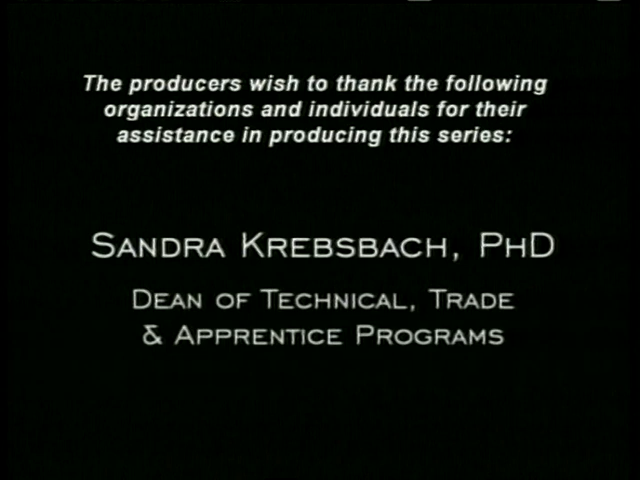 The producers wish to thank the following
organizations and individuals for their
assistance in producing this series:
SANDRA KREBSBACH, PHD
DEAN OF TECHNICAL, TRADE
& APPRENTICE PROGRAMS